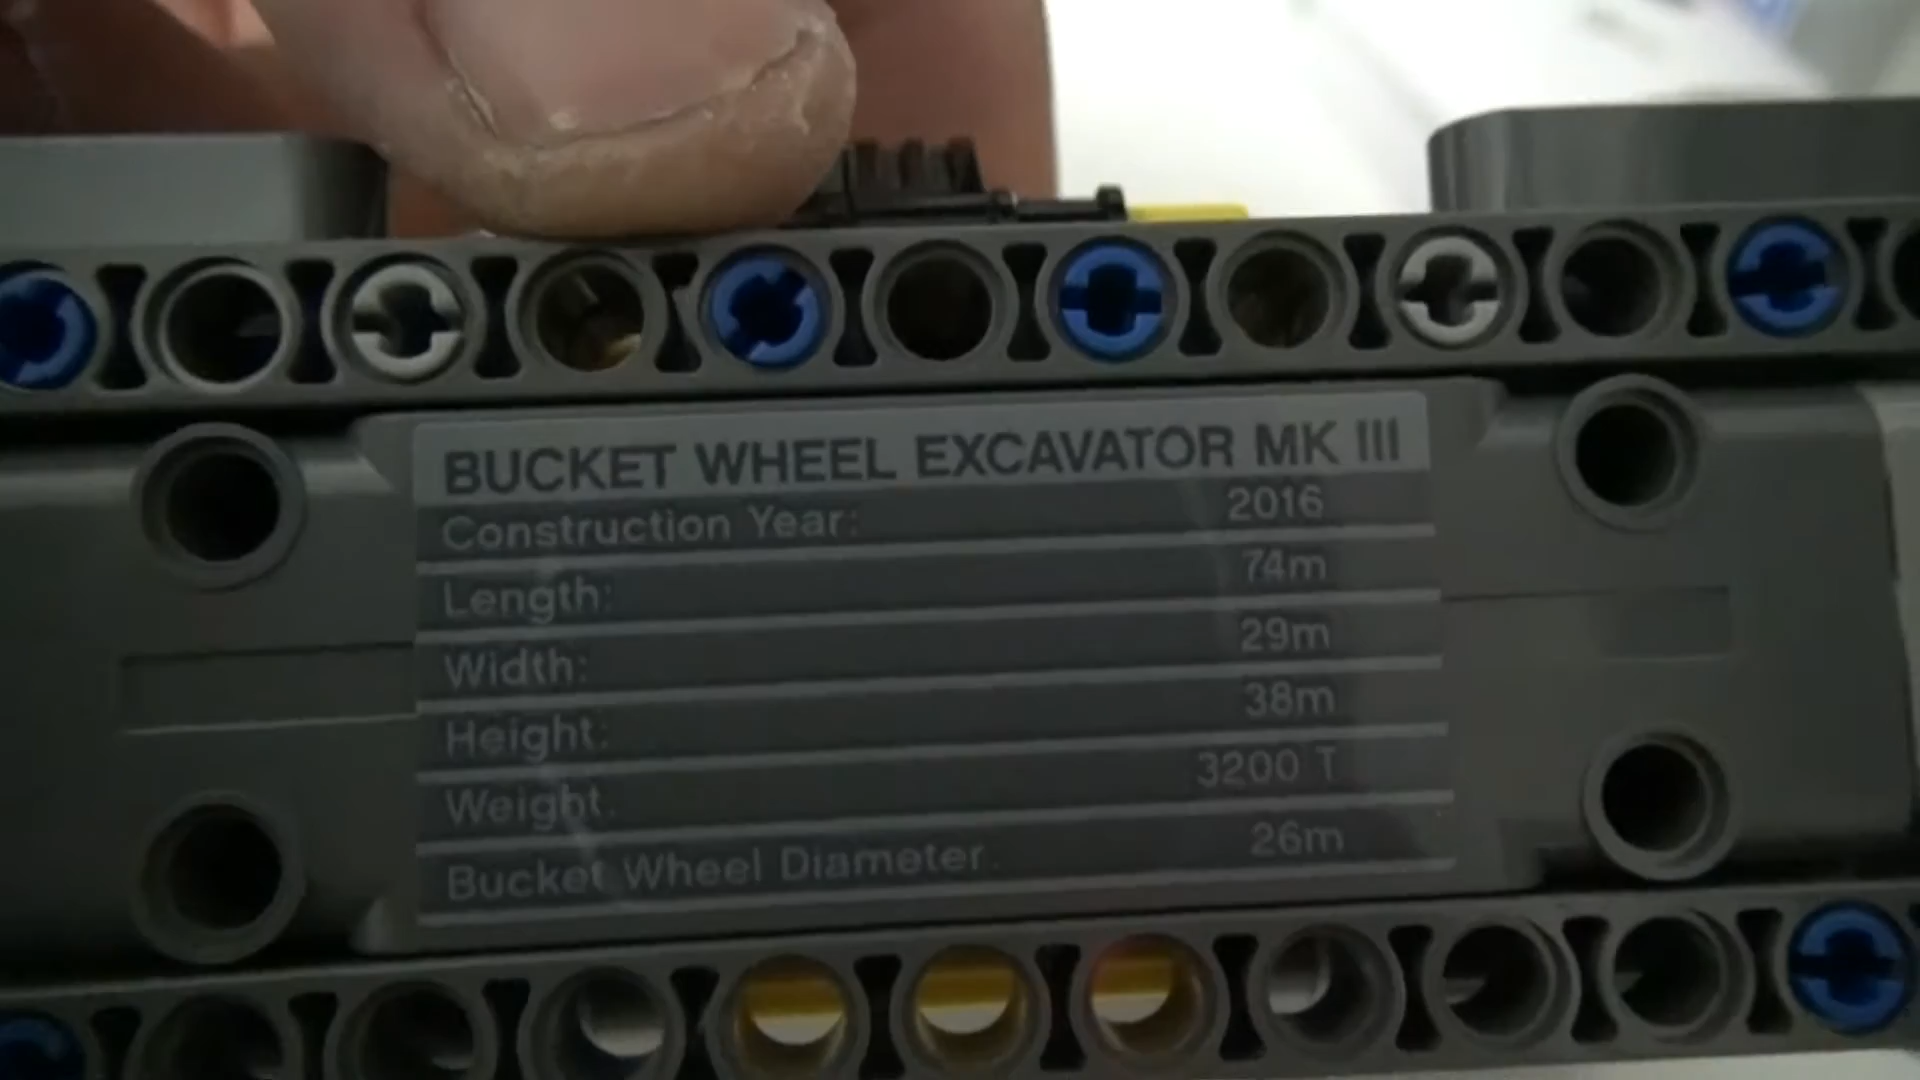 BUCKET WHEEL EXCAVATOR MK III
Construction Year: 2016
Length: 74m
Width: 29m
Height: 38m
Weight: 3200 T
Bucket Wheel Diameter: 26m